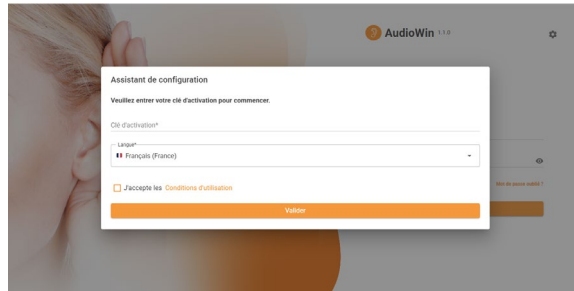 AudioWin 1.1.0
Assistant de configuration
Veuillez entrer votre clé d'activation pour commencer.
Clé d'activation*
Langue*
Français (France)
J'accepte les Conditions d'utilisation
Mot de passe oublié ?
Valider